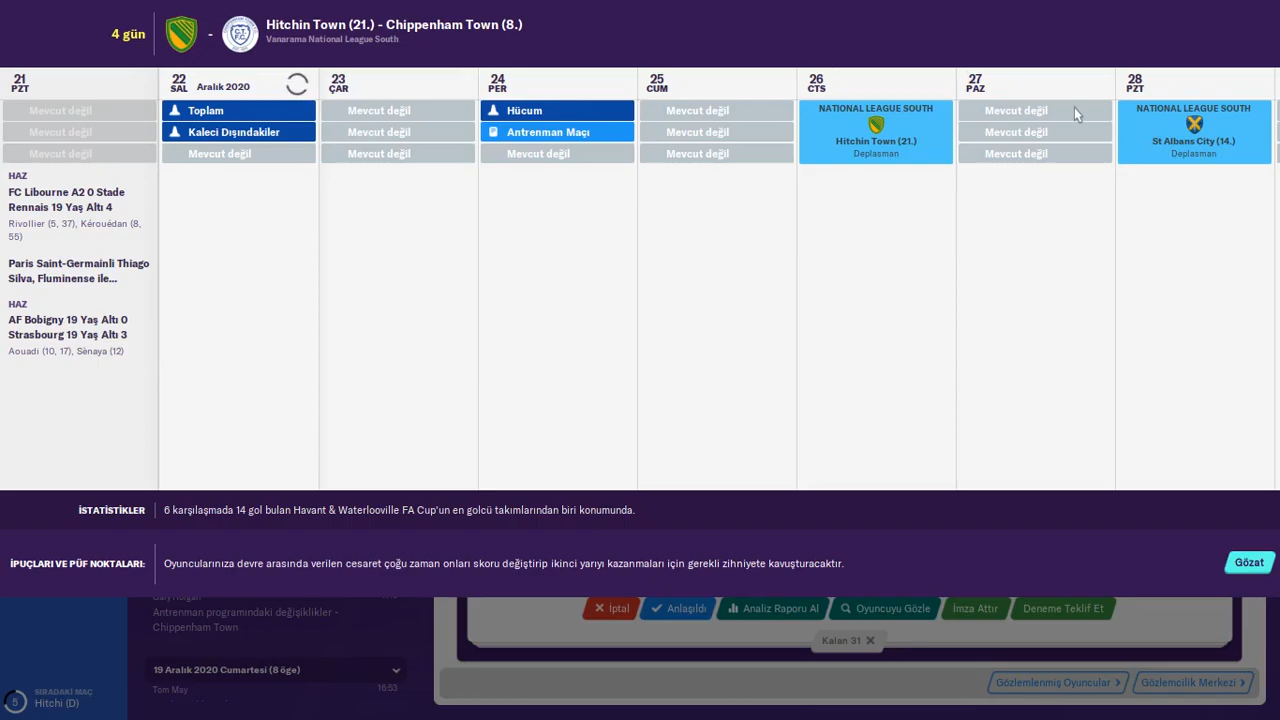 4 gün
Hitchin Town (21.) - Chippenham Town (8.)
Vanarama National League South
21
PZT
22
SAL
Aralık 2020
23
ÇAR
24
PER
25
CUM
26
CTS
27
PAZ
28
PZT
Mevcut değil
Mevcut değil
Mevcut değil
Toplam
Kaleci Dışındakiler
Mevcut değil
Mevcut değil
Mevcut değil
Mevcut değil
Hücum
Antrenman Maçı
Mevcut değil
Mevcut değil
Mevcut değil
Mevcut değil
NATIONAL LEAGUE SOUTH
Hitchin Town (21.)
Deplasman
Mevcut değil
Mevcut değil
Mevcut değil
NATIONAL LEAGUE SOUTH
St Albans City (14.)
Deplasman
HAZ
FC Libourne A2 0 Stade
Rennais 19 Yaş Altı 4
Rivollier (5, 37), Kérouédan (8,
55)
Paris Saint-Germainli Thiago
Silva, Fluminense ile...
HAZ
AF Bobigny 19 Yaş Altı 0
Strasbourg 19 Yaş Altı 3
Aouadi (10, 17), Sènaya (12)
İSTATİSTİKLER
6 karşılaşmada 14 gol bulan Havant & Waterlooville FA Cup'un en golcü takımlarından biri konumunda.
İPUÇLARI VE PÜF NOKTALARI:
Oyuncularınıza devre arasında verilen cesaret çoğu zaman onları skoru değiştirip ikinci yarıyı kazanmaları için gerekli zihniyete kavuşturacaktır.
Gözat
Antrenman programındaki değişiklikler -
Chippenham Town
19 Aralık 2020 Cumartesi (8 öge)
Tom May
16:53
İptal
Anlaşıldı
Analiz Raporu Al
Oyuncuyu Gözle
İmza Attır
Deneme Teklif Et
Kalan 31
Gözlemlenmiş Oyuncular
Gözlemcilik Merkezi
5
SIRADAKİ MAÇ
Hitchi (D)